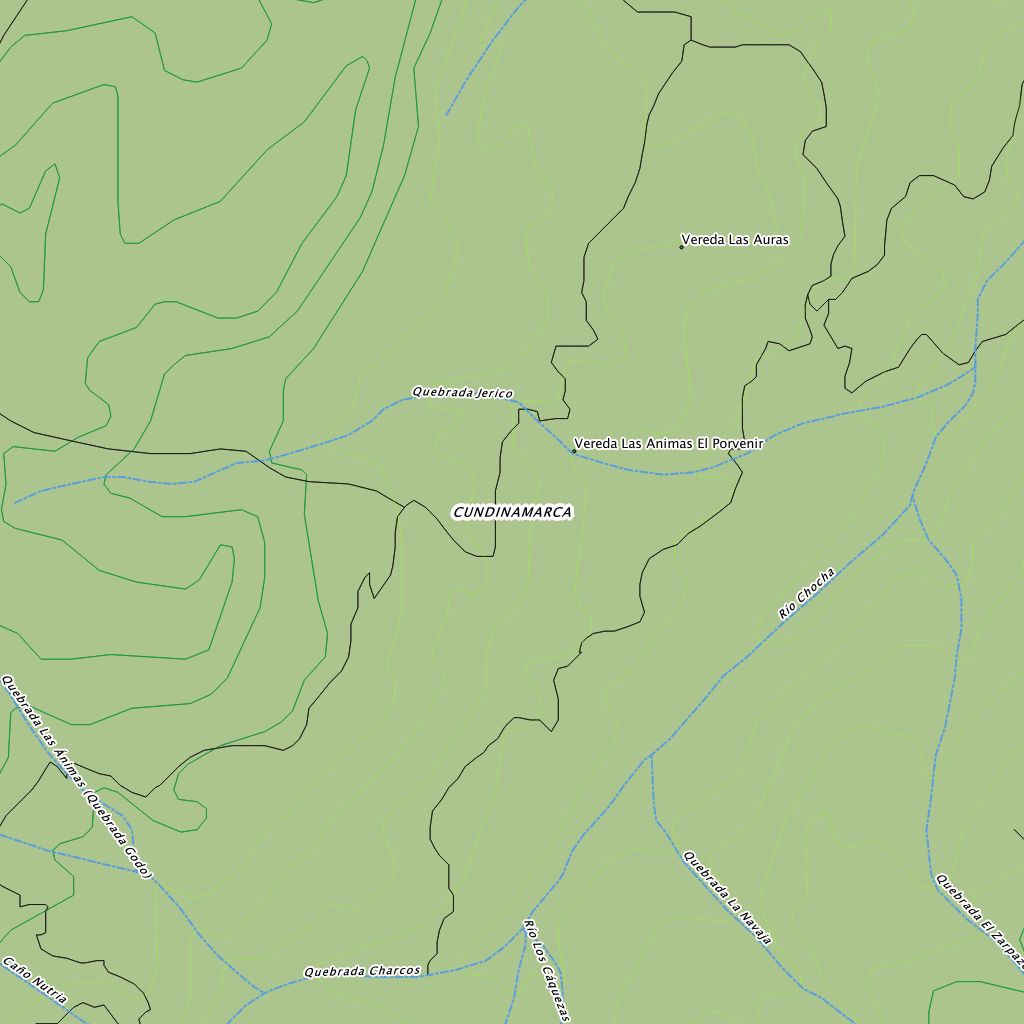 Vereda Las Auras
Quebrada Jerico
Vereda Las Animas El Porvenir
CUNDINAMARCA
Río Chocha
Quebrada Las Ánimas (Quebrada Godo)
Quebrada La Navaja
Quebrada El Zarpaz
Río Los Cáquezas
Quebrada Charcos
Caño Nutria